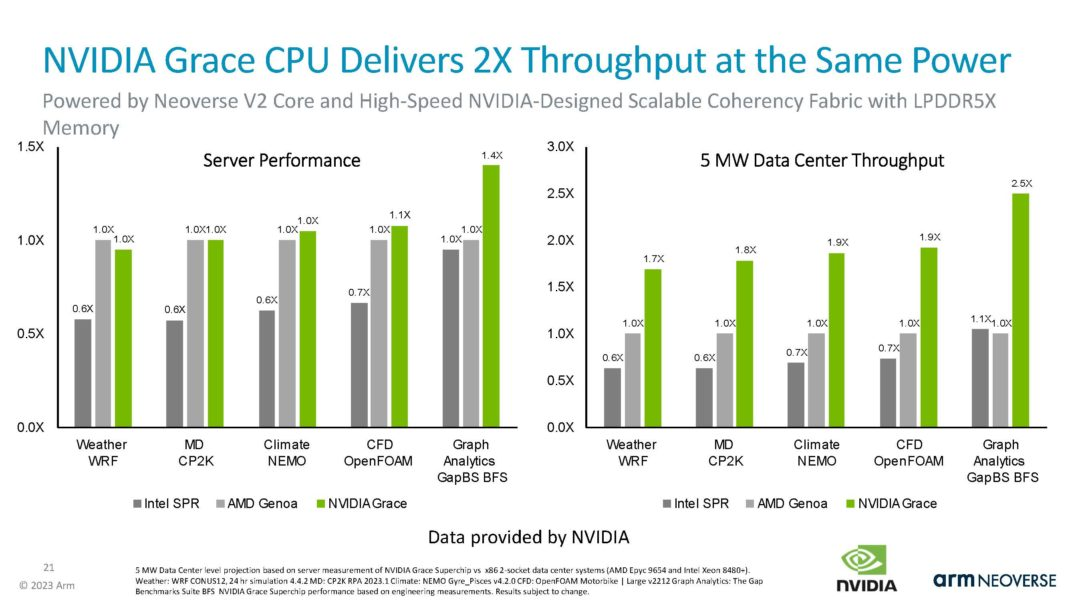 NVIDIA Grace CPU Delivers 2X Throughput at the Same Power
Powered by Neoverse V2 Core and High-Speed NVIDIA-Designed Scalable Coherency Fabric with LPDDR5X
Memory
Server Performance
1.5X
1.0X
0.5X
0.0X
0.6X
1.0X
1.0X
0.6X
1.0X
1.0X
0.6X
1.0X
1.0X
0.7X
1.0X
1.1X
1.0X
1.0X
1.4X
Weather
WRF
MD
CP2K
Climate
NEMO
CFD
OpenFOAM
Graph
Analytics
GapBS BFS
Intel SPR
AMD Genoa
NVIDIA Grace
5 MW Data Center Throughput
3.0X
2.5X
2.0X
1.5X
1.0X
0.5X
0.0X
0.6X
1.0X
1.7X
0.6X
1.0X
1.8X
0.7X
1.0X
1.9X
0.7X
1.0X
1.9X
1.1X
1.0X
2.5X
Weather
WRF
MD
CP2K
Climate
NEMO
CFD
OpenFOAM
Graph
Analytics
GapBS BFS
Intel SPR
AMD Genoa
NVIDIA Grace
Data provided by NVIDIA
21
© 2023 Arm
5 MW Data Center level projection based on server measurement of NVIDIA Grace Superchip vs x86 2-socket data center systems (AMD Epyc 9654 and Intel Xeon 8480+).
Weather: WRF CONUS12, 24 hr simulation 4.4.2 MD: CP2K RPA 2023.1 Climate: NEMO Gyre_Pisces v4.2.0 CFD: OpenFOAM Motorbike | Large v2212 Graph Analytics: The Gap
Benchmarks Suite BFS NVIDIA Grace Superchip performance based on engineering measurements. Results subject to change.
NVIDIA
arm NEOVERSE